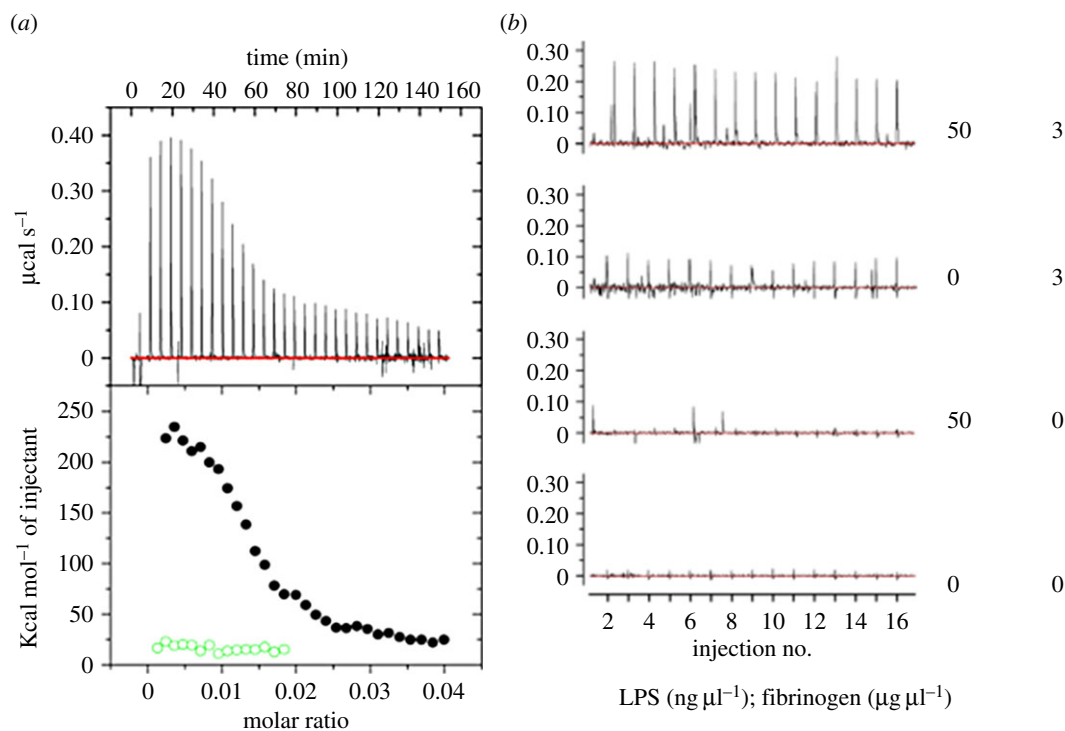 (a)
time (min)
0 20 40 60 80 100 120 140 160
0.40
0.30
0.20
0.10
0
µcal s⁻¹
250
200
150
100
50
0
Kcal mol⁻¹ of injectant
0 0.01 0.02 0.03 0.04
molar ratio
(b)
0.30
0.20
0.10
0
50 3
0.30
0.20
0.10
0
0 3
0.30
0.20
0.10
0
50 0
0.30
0.20
0.10
0
0 0
2 4 6 8 10 12 14 16
injection no.
LPS (ng µl⁻¹); fibrinogen (µg µl⁻¹)